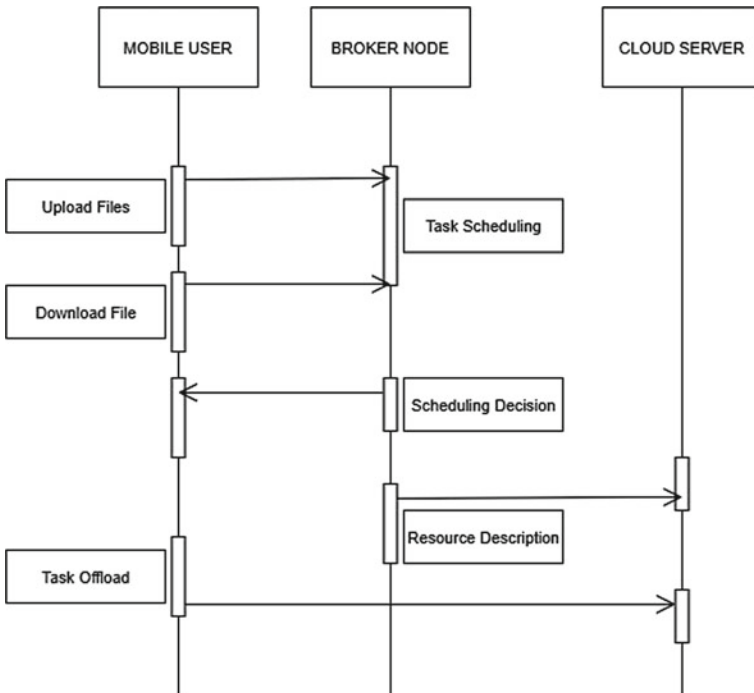 MOBILE USER
BROKER NODE
CLOUD SERVER
Upload Files
Task Scheduling
Download File
Scheduling Decision
Resource Description
Task Offload